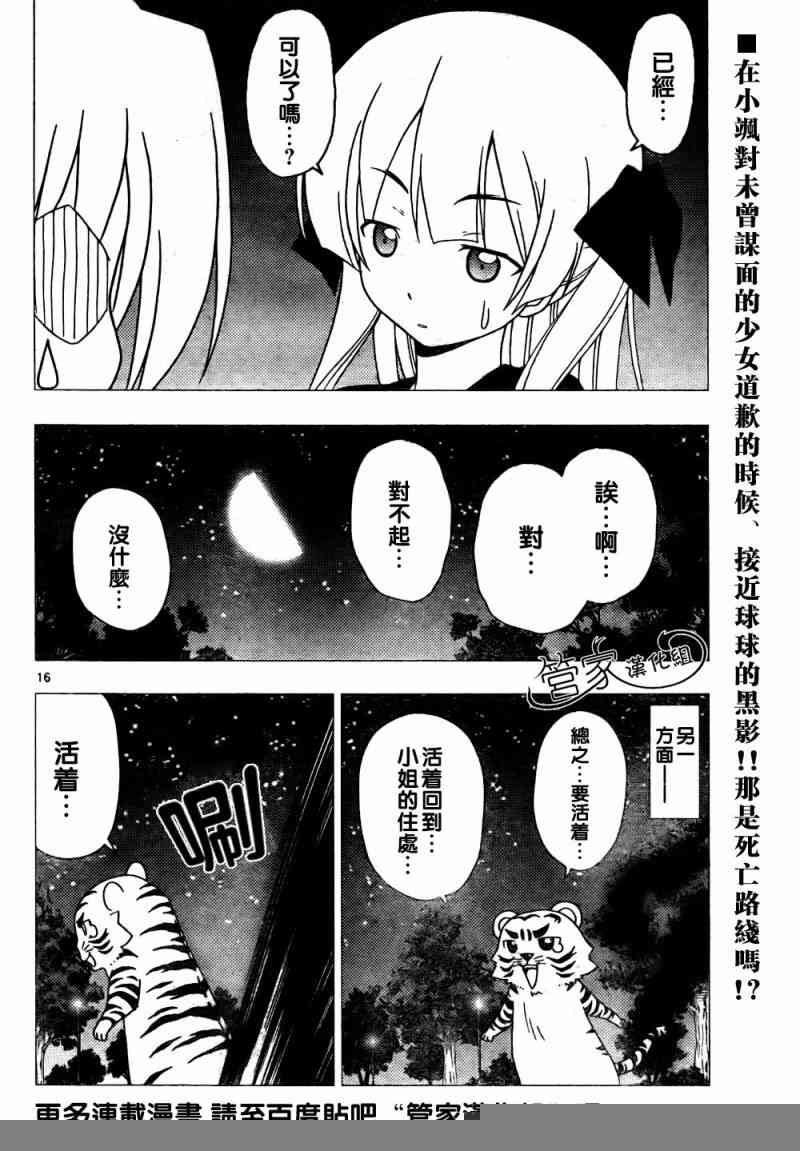 ■在小颯對未曾謀面的少女道歉的時候、接近球球的黑影!!那是死亡路綫嗎!?
已經…
可以了嗎…?
誒…啊…
對…
對不起…
沒什麼…
管家漢化組
16
另一
方面——
總之…要活着…
活着回到…
小姐的住處…
唰
活着…
更多連載漫畫 請至百度貼吧 “管家漢化